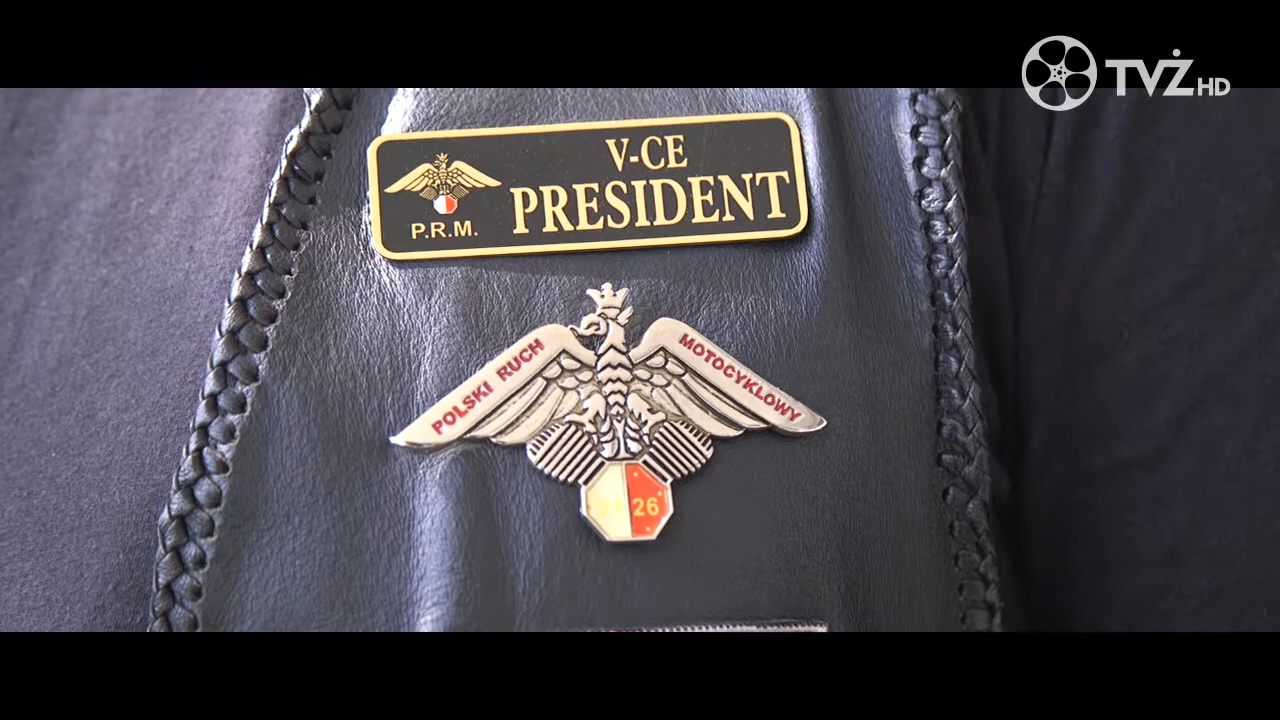 TVŻ HD
V-CE
PRESIDENT
P.R.M.
POLSKI RUCH
MOTOCYKLOWY
26